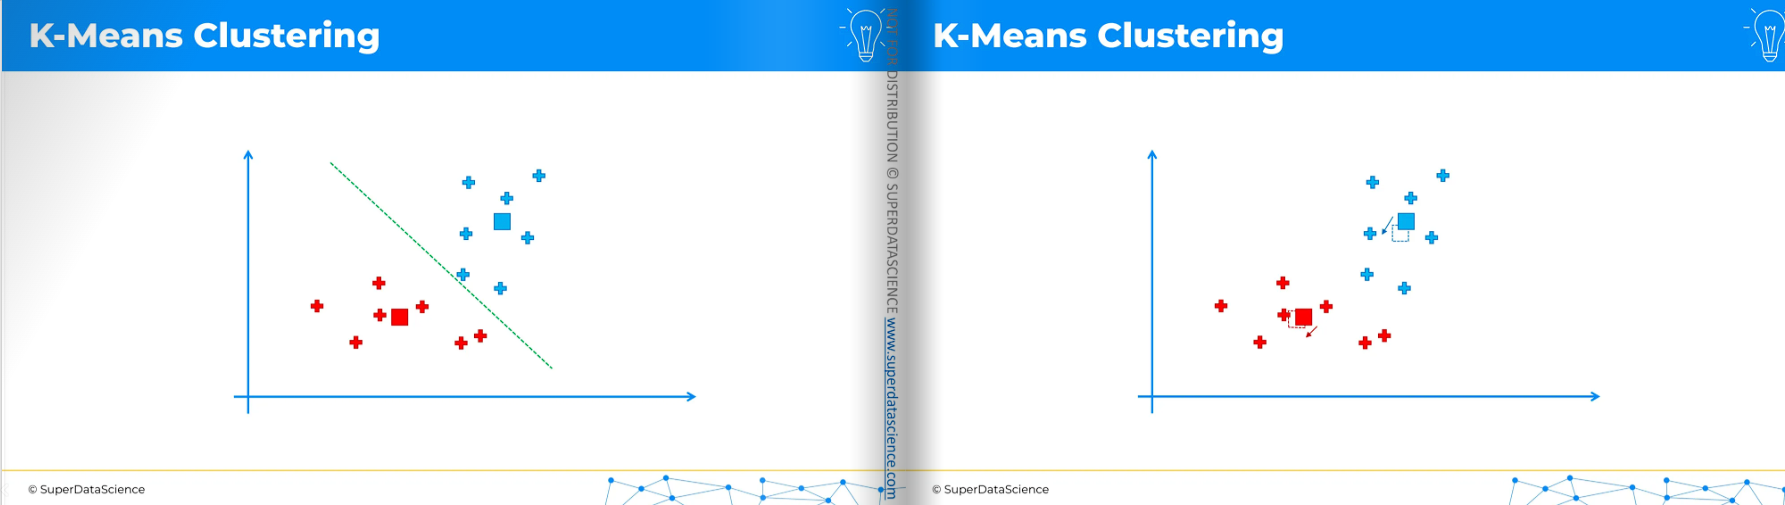 K-Means Clustering
© SuperDataScience
NOT FOR DISTRIBUTION © SUPERDATASCIENCE www.superdatascience.com
K-Means Clustering
© SuperDataScience